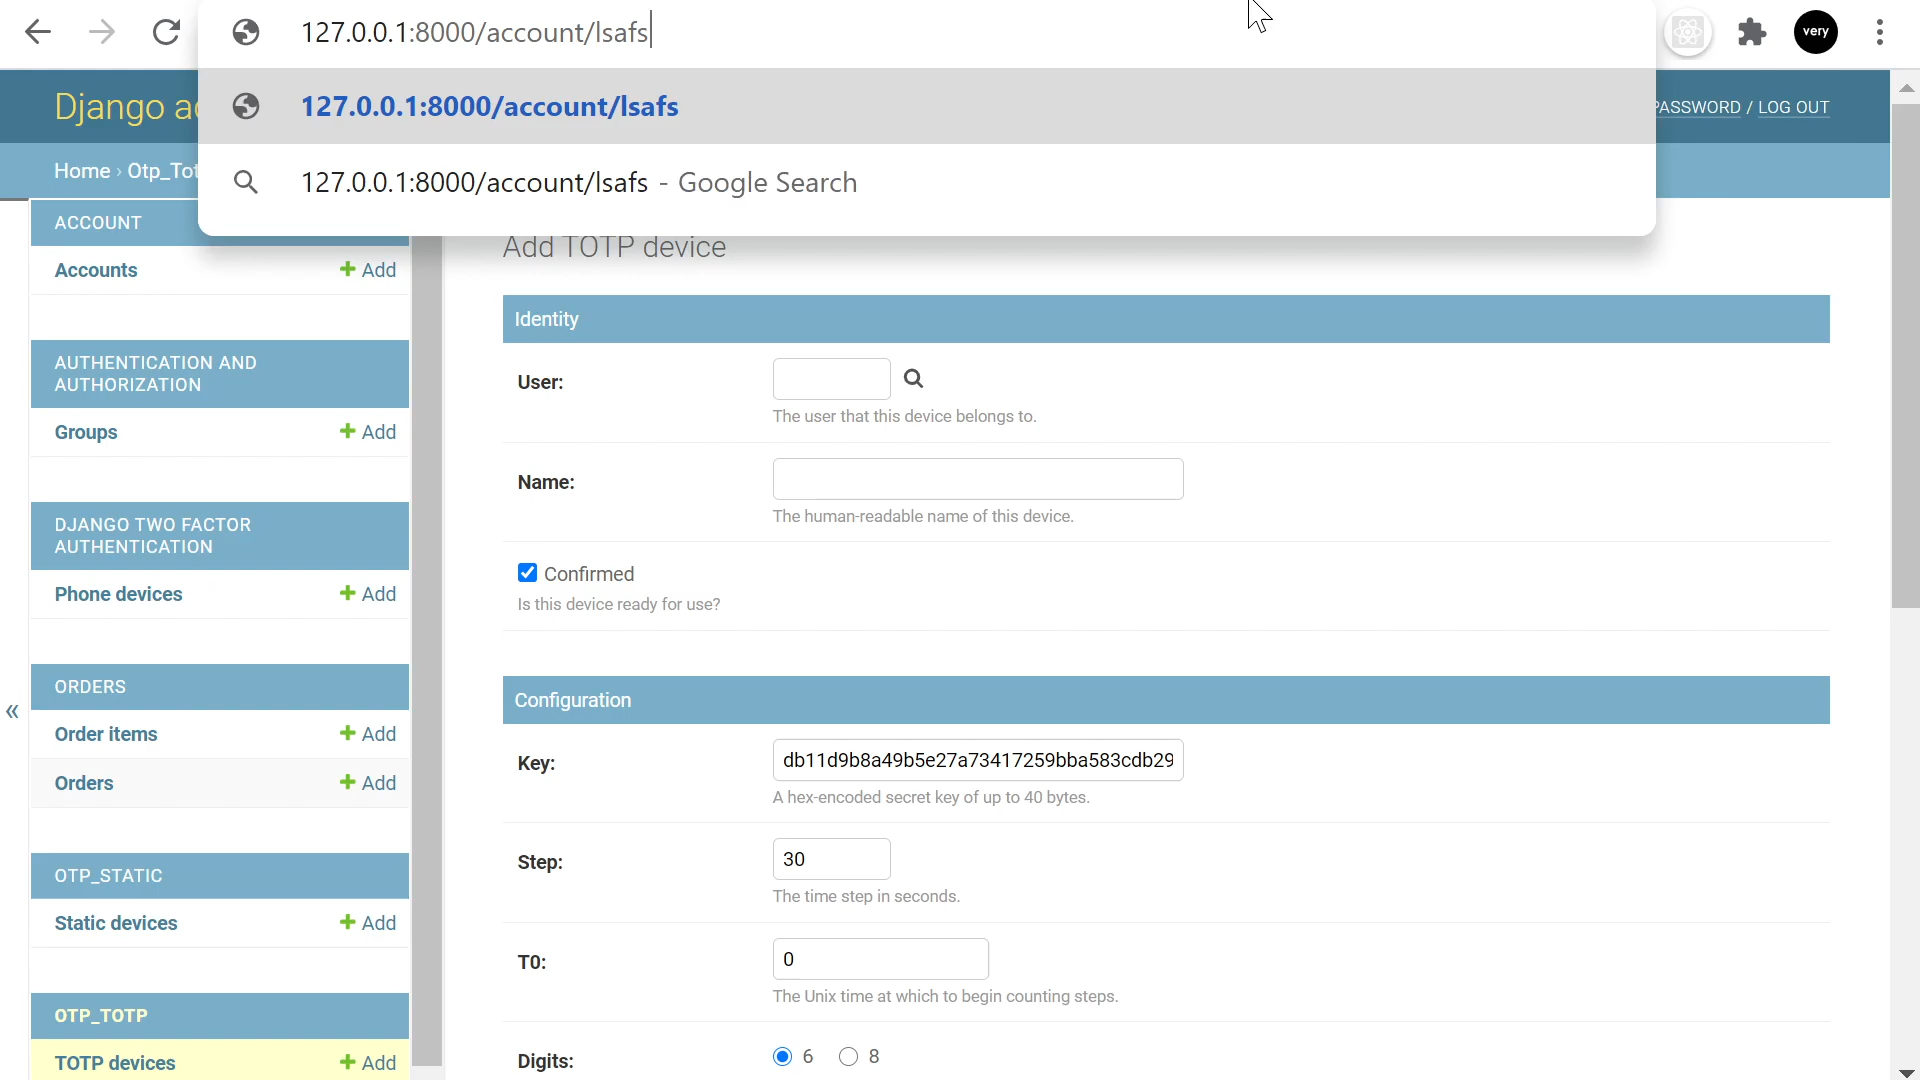 127.0.0.1:8000/account/lsafs
very
127.0.0.1:8000/account/lsafs
127.0.0.1:8000/account/lsafs - Google Search
Django
PASSWORD / LOG OUT
Home › Otp_Tot
ACCOUNT
Accounts + Add
AUTHENTICATION AND
AUTHORIZATION
Groups + Add
DJANGO TWO FACTOR
AUTHENTICATION
Phone devices + Add
ORDERS
Order items + Add
Orders + Add
«
OTP_STATIC
Static devices + Add
OTP_TOTP
TOTP devices + Add
Add TOTP device
Identity
User:
The user that this device belongs to.
Name:
The human-readable name of this device.
Confirmed
Is this device ready for use?
Configuration
Key: db11d9b8a49b5e27a73417259bba583cdb29
A hex-encoded secret key of up to 40 bytes.
Step: 30
The time step in seconds.
T0: 0
The Unix time at which to begin counting steps.
Digits: 6 8